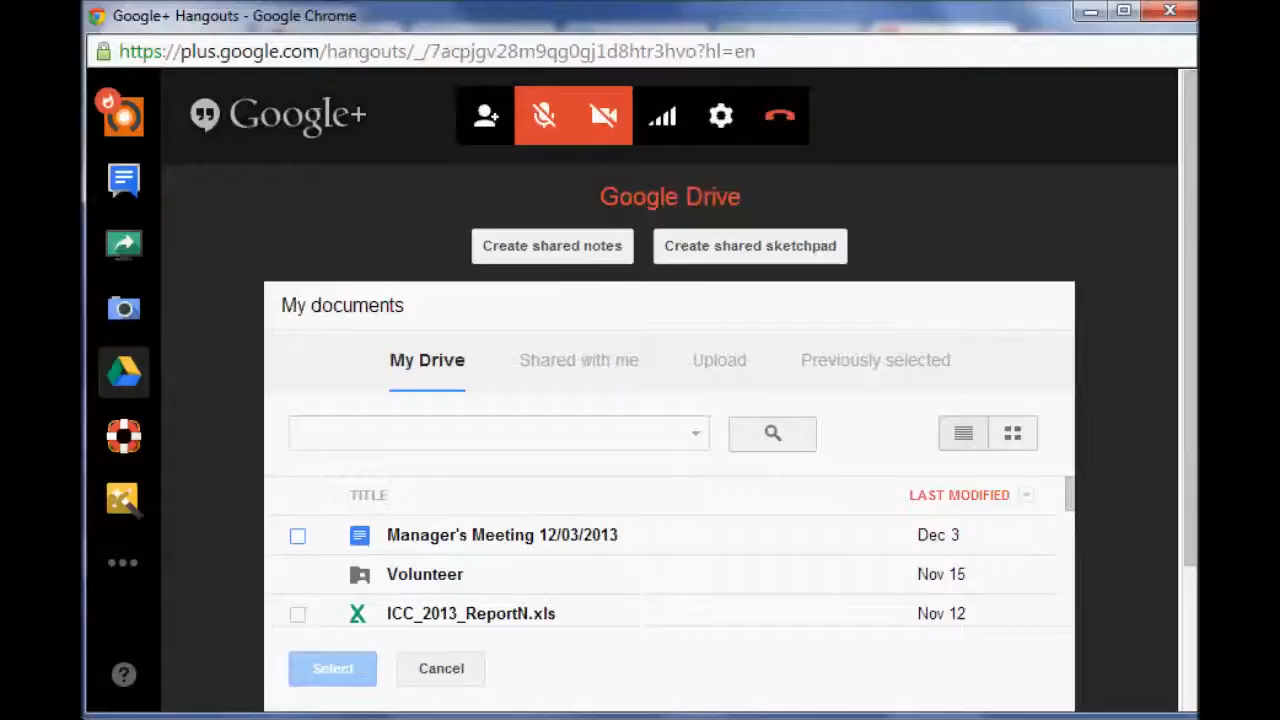 Google+ Hangouts - Google Chrome
https://plus.google.com/hangouts/_/7acpjgv28m9qg0gj1d8htr3hvo?hl=en
Google+
Google Drive
Create shared notes
Create shared sketchpad
My documents
My Drive
Shared with me
Upload
Previously selected
TITLE
LAST MODIFIED
Manager's Meeting 12/03/2013
Dec 3
Volunteer
Nov 15
ICC_2013_ReportN.xls
Nov 12
Select
Cancel